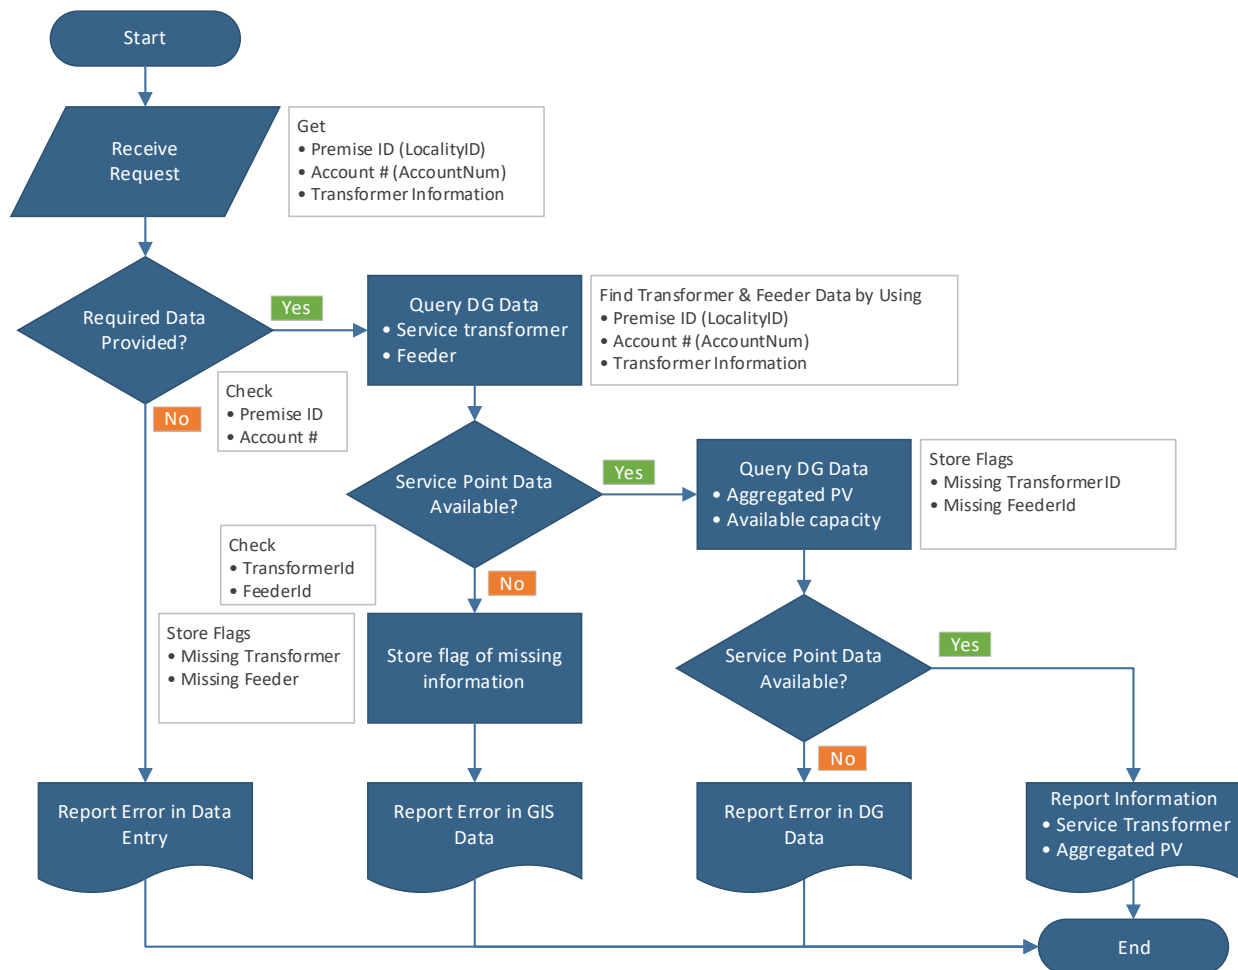 Start
Receive
Request
Get
• Premise ID (LocalityID)
• Account # (AccountNum)
• Transformer Information
Required Data
Provided?
Yes
No
Check
• Premise ID
• Account #
Query DG Data
• Service transformer
• Feeder
Find Transformer & Feeder Data by Using
• Premise ID (LocalityID)
• Account # (AccountNum)
• Transformer Information
Service Point Data
Available?
Yes
No
Check
• TransformerId
• FeederId
Query DG Data
• Aggregated PV
• Available capacity
Store Flags
• Missing TransformerID
• Missing FeederId
Store Flags
• Missing Transformer
• Missing Feeder
Store flag of missing
information
Service Point Data
Available?
Yes
No
Report Error in Data
Entry
Report Error in GIS
Data
Report Error in DG
Data
Report Information
• Service Transformer
• Aggregated PV
End